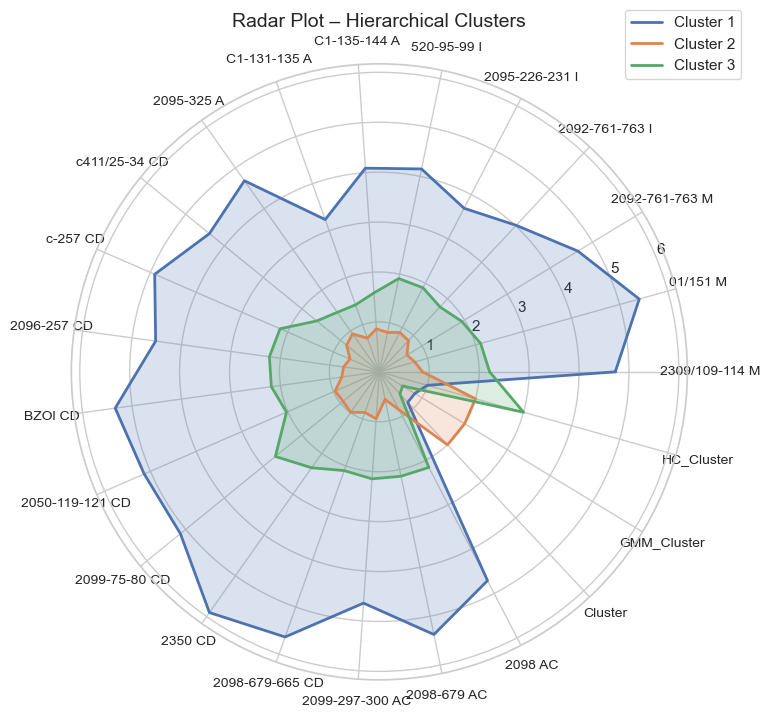 Radar Plot – Hierarchical Clusters
Cluster 1
Cluster 2
Cluster 3
C1-135-144 A
520-95-99 I
C1-131-135 A
2095-226-231 I
2095-325 A
2092-761-763 I
c411/25-34 CD
2092-761-763 M
c-257 CD
6
5
01/151 M
4
3
2096-257 CD
2
1
2309/109-114 M
BZOI CD
HC_Cluster
2050-119-121 CD
GMM_Cluster
2099-75-80 CD
Cluster
2350 CD
2098 AC
2098-679-665 CD
2098-679 AC
2099-297-300 AC